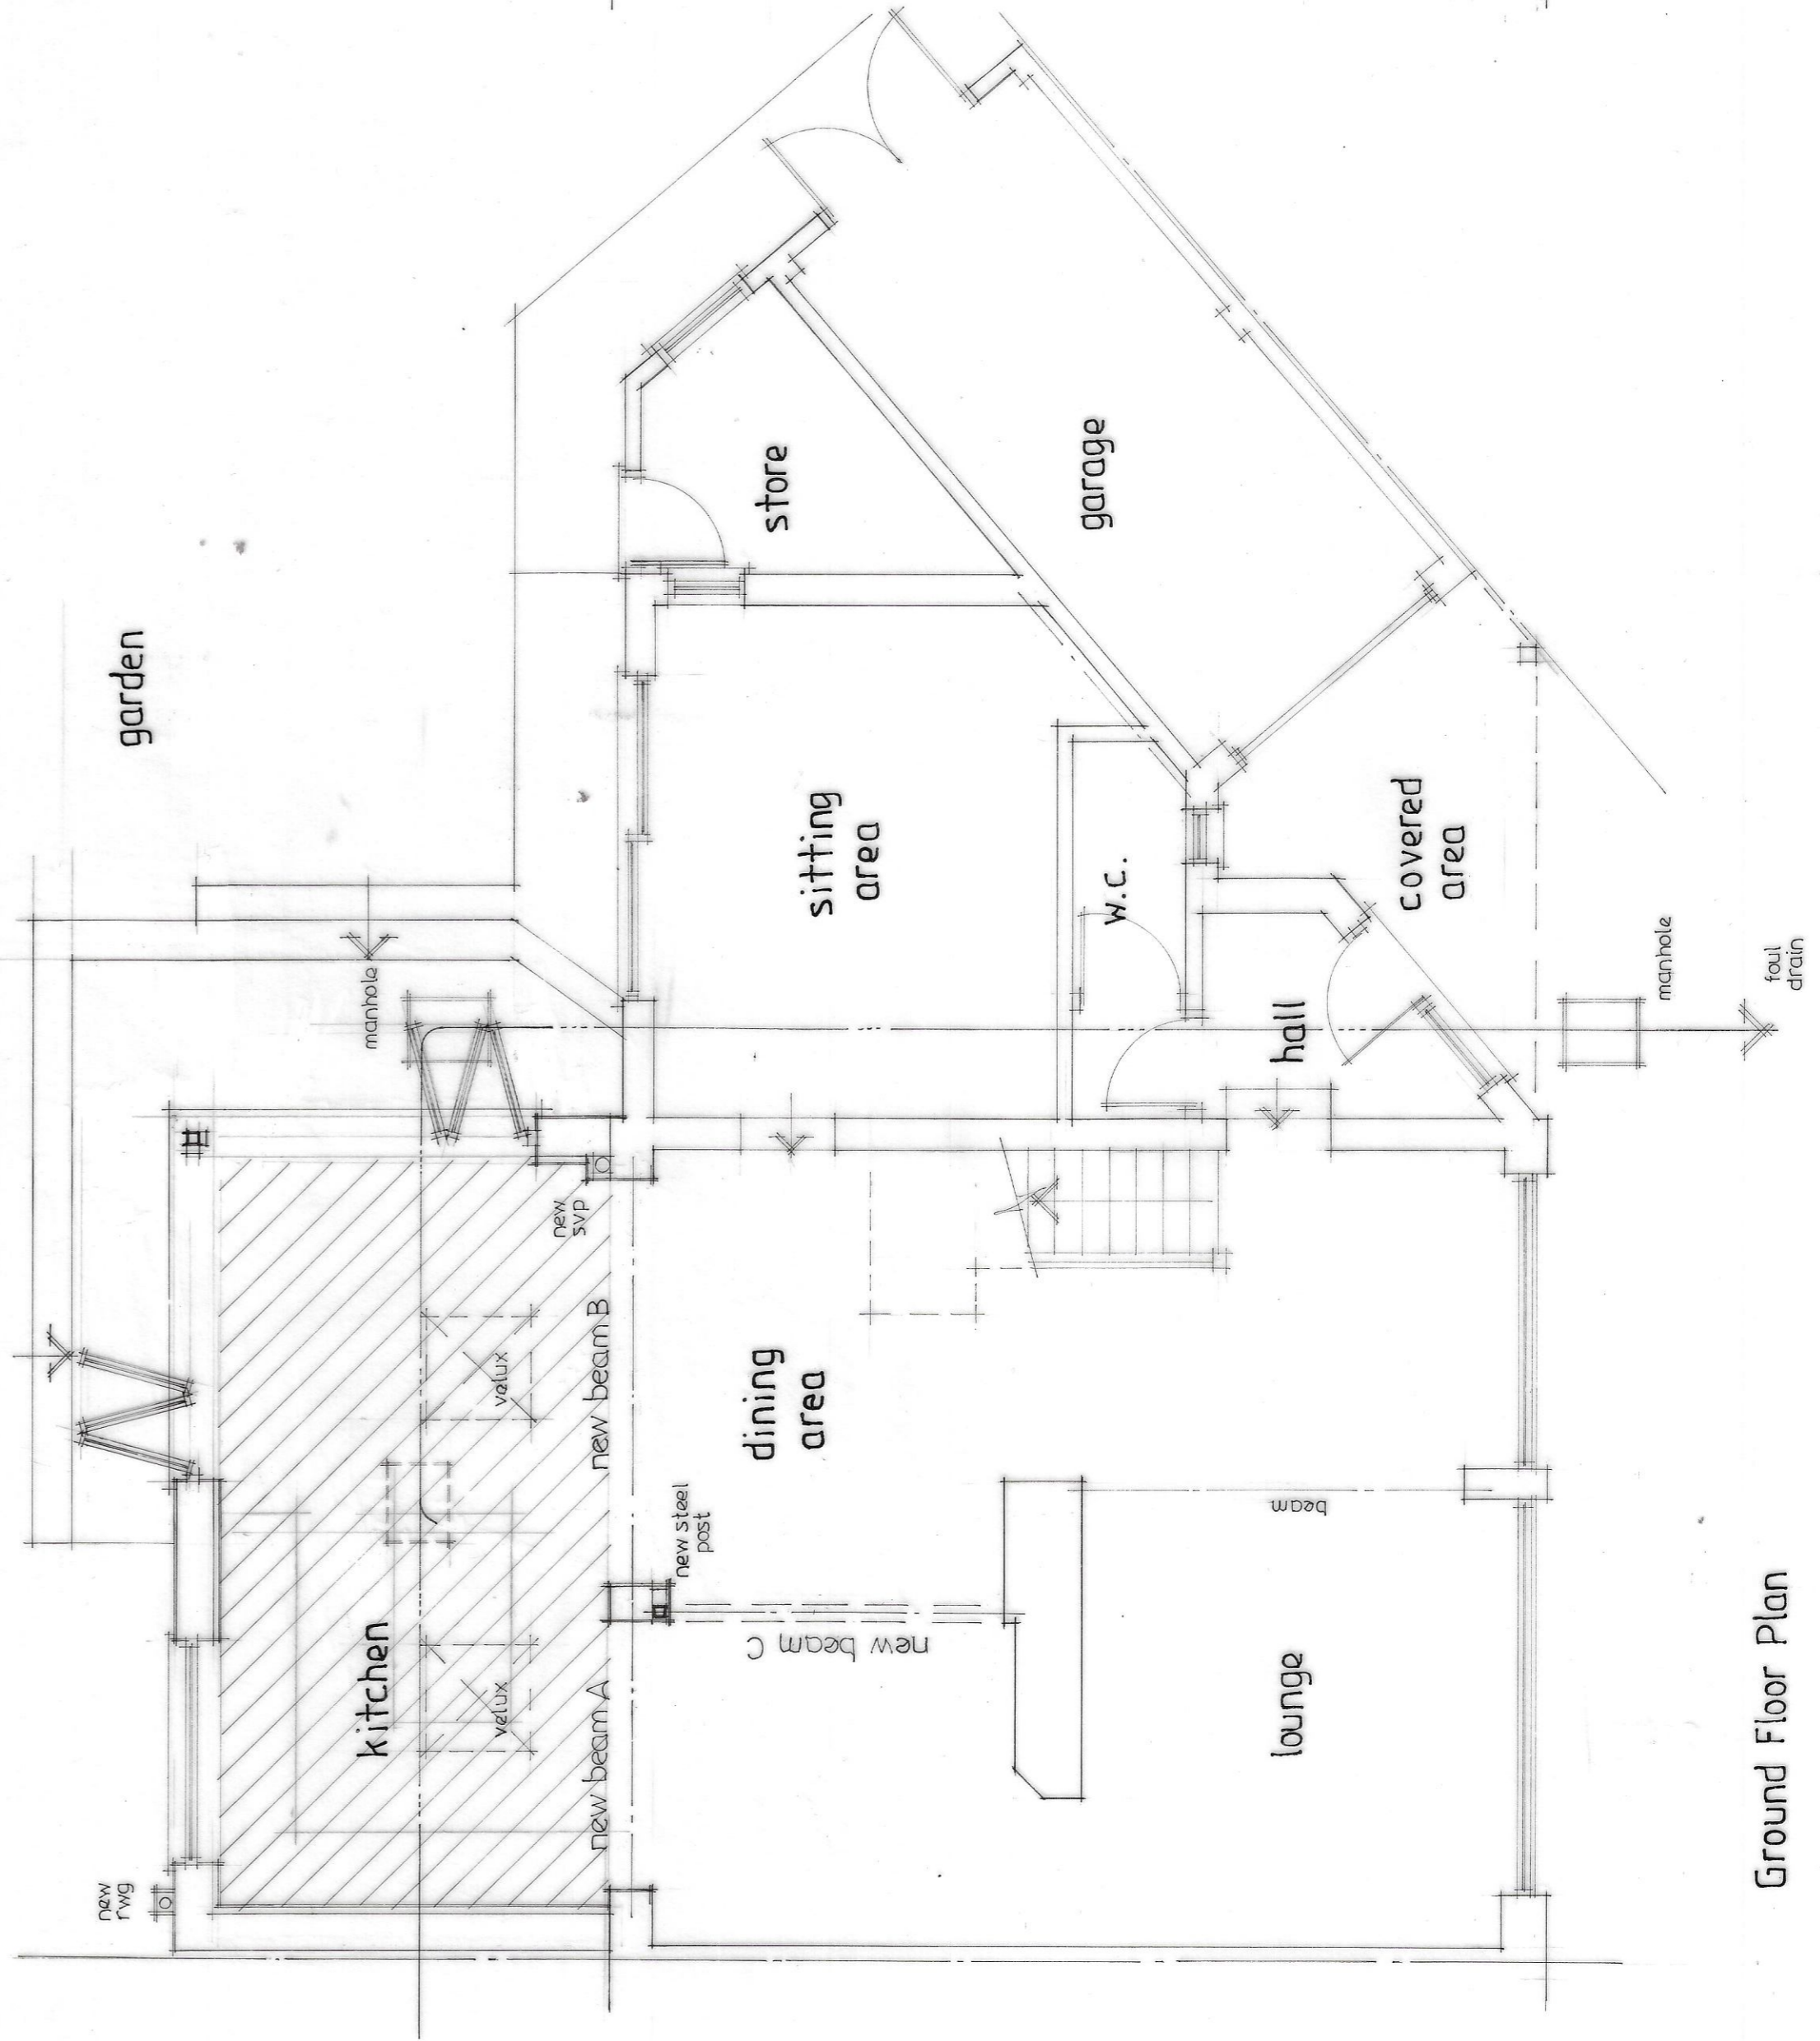 garden
manhole
new
rwg
kitchen
velux
velux
new
svp
new beam A
new beam B
new steel
post
dining
area
new beam C
sitting
area
store
garage
w.c.
hall
covered
area
lounge
beam
manhole
foul
drain
Ground Floor Plan